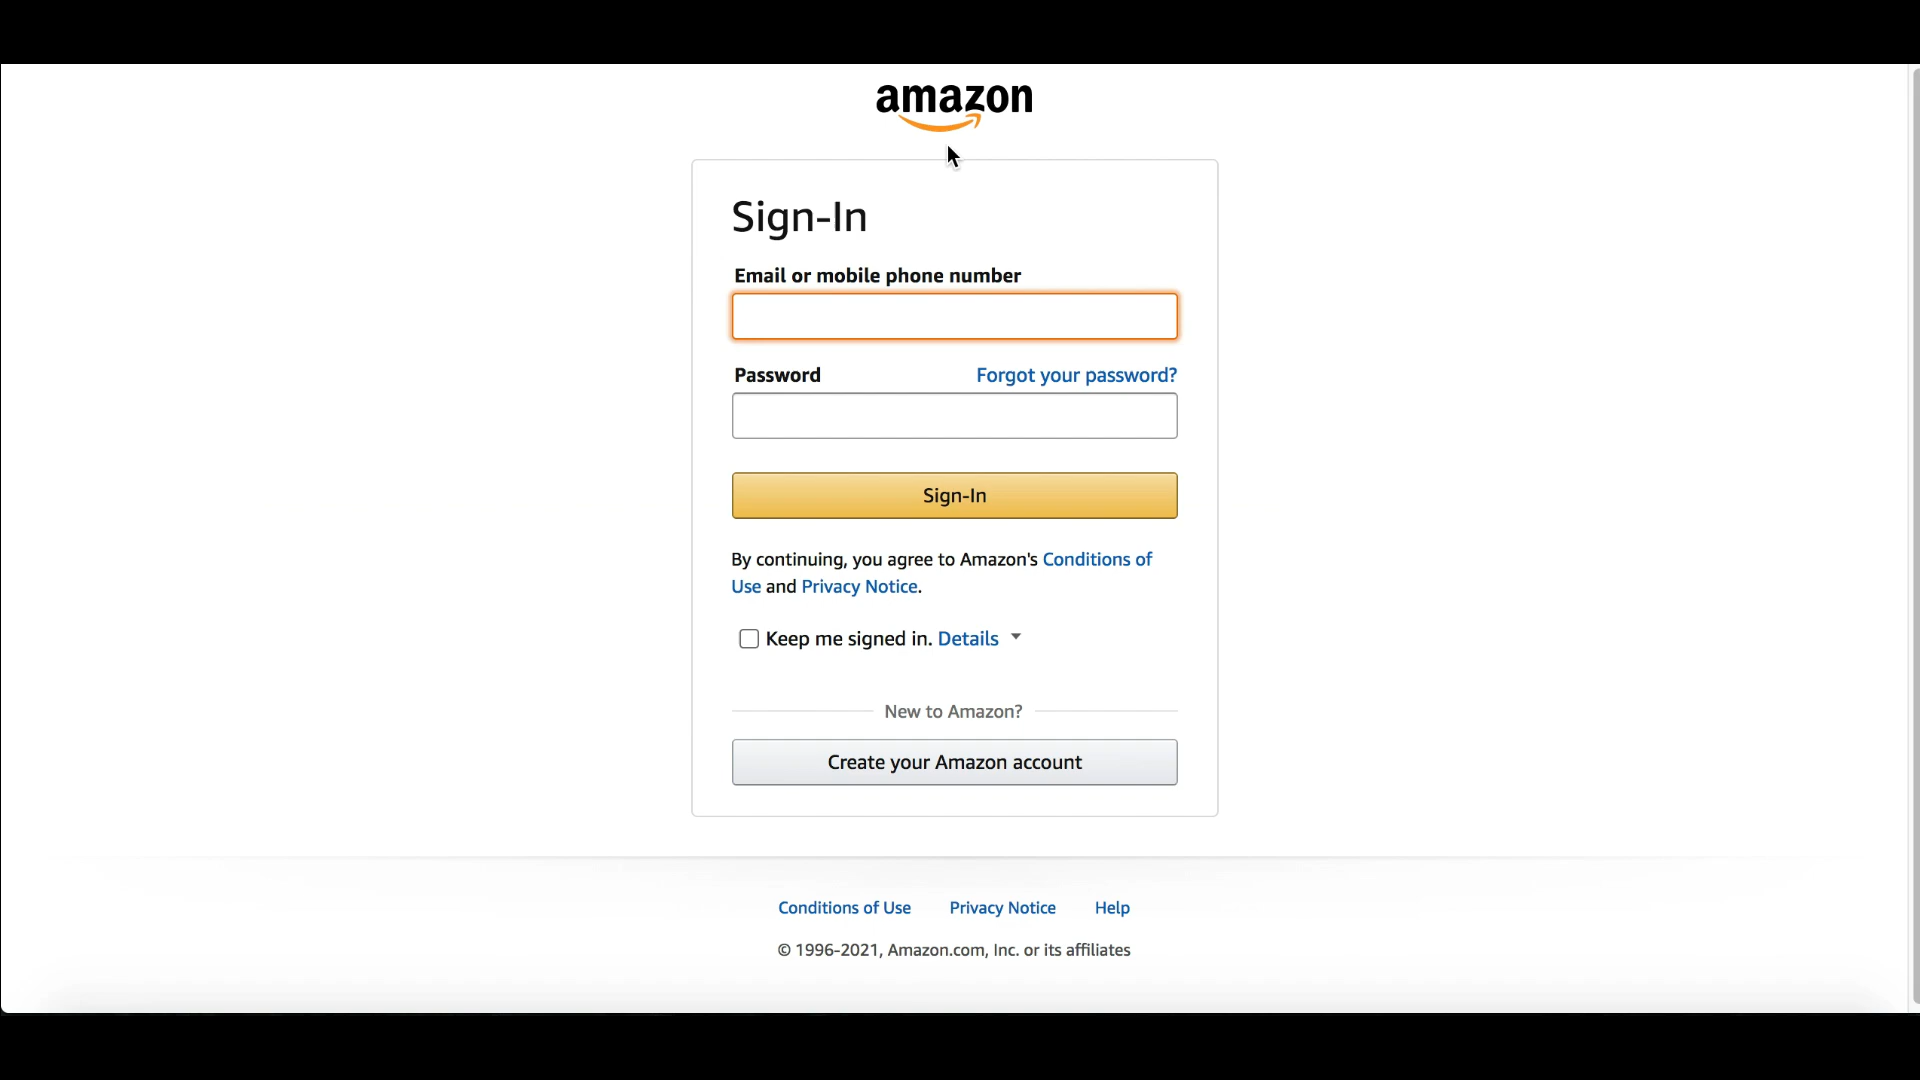 amazon
Sign-In
Email or mobile phone number
Password Forgot your password?
Sign-In
By continuing, you agree to Amazon's Conditions of
Use and Privacy Notice.
Keep me signed in. Details
New to Amazon?
Create your Amazon account
Conditions of Use Privacy Notice Help
© 1996-2021, Amazon.com, Inc. or its affiliates